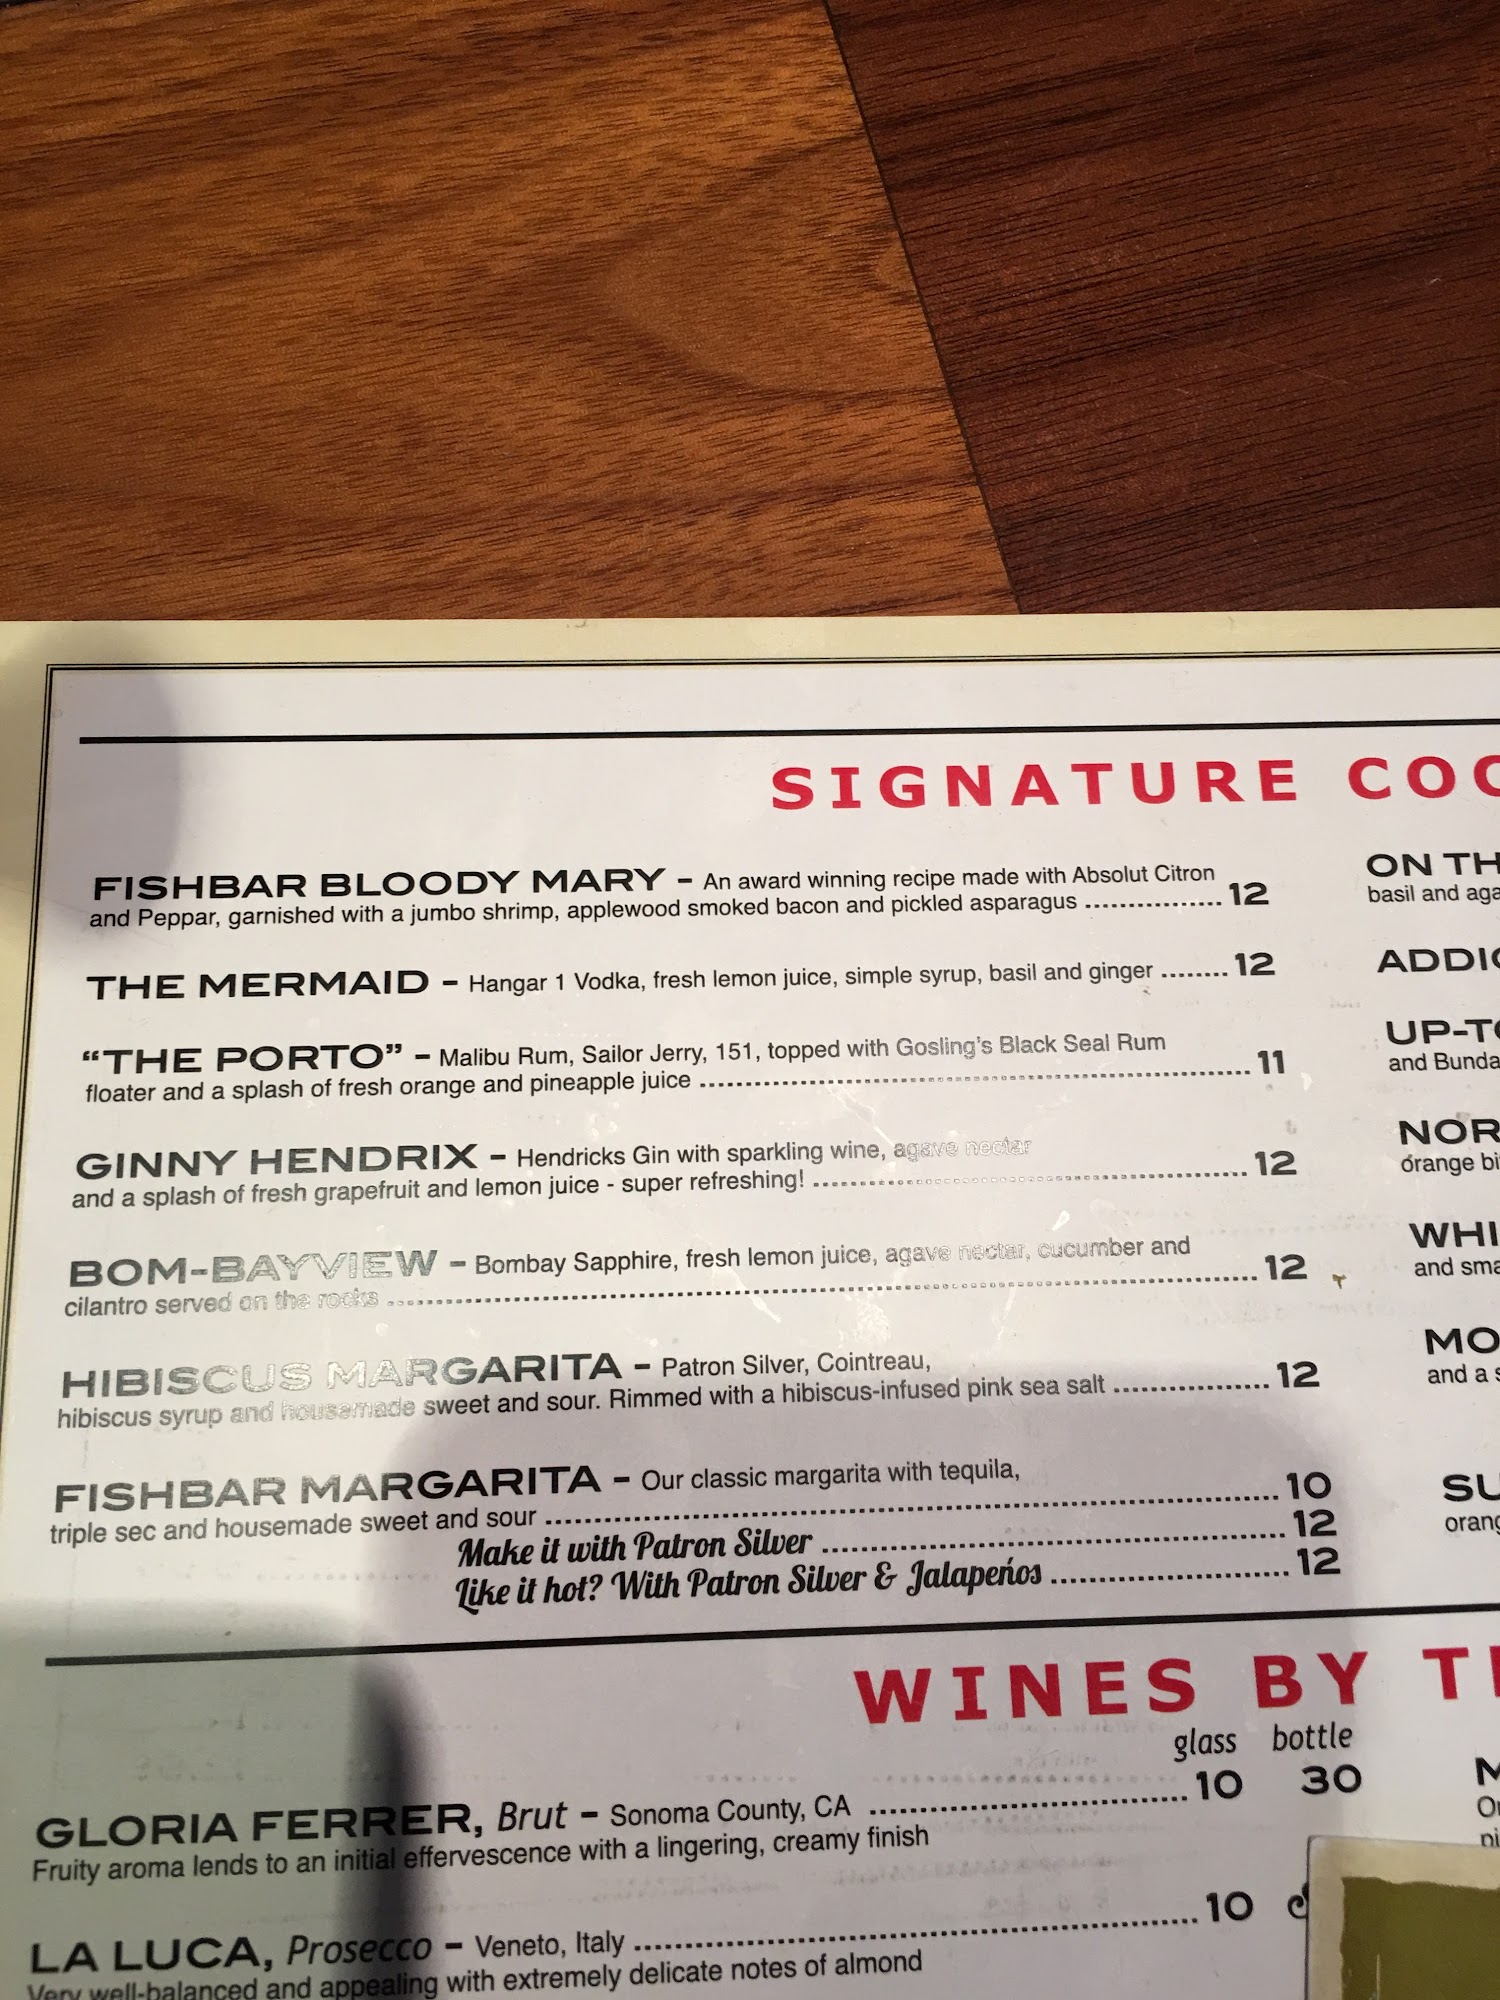 SIGNATURE
FISHBAR BLOODY MARY – An award winning recipe made with Absolut Citron
and Peppar, garnished with a jumbo shrimp, applewood smoked bacon and pickled asparagus ................ 12
THE MERMAID – Hangar 1 Vodka, fresh lemon juice, simple syrup, basil and ginger ........ 12
“THE PORTO” – Malibu Rum, Sailor Jerry, 151, topped with Gosling's Black Seal Rum
floater and a splash of fresh orange and pineapple juice ................ 11
GINNY HENDRIX – Hendricks Gin with sparkling wine, agave nectar
and a splash of fresh grapefruit and lemon juice - super refreshing! ................ 12
BOM-BAYVIEW – Bombay Sapphire, fresh lemon juice, agave nectar, cucumber and
cilantro served on the rocks ................ 12
HIBISCUS MARGARITA – Patron Silver, Cointreau,
hibiscus syrup and housemade sweet and sour. Rimmed with a hibiscus-infused pink sea salt ................ 12
FISHBAR MARGARITA – Our classic margarita with tequila,
triple sec and housemade sweet and sour ................ 10
Make it with Patron Silver ................ 12
Like it hot? With Patron Silver & Jalapeńos ................ 12
ON TH
basil and aga
ADDIC
UP-TO
and Bunda
NOR
orange bi
WHI
and sma
MO
and a s
SU
orang
WINES BY T
glass bottle
GLORIA FERRER, Brut – Sonoma County, CA ................ 10 30
Fruity aroma lends to an initial effervescence with a lingering, creamy finish
LA LUCA, Prosecco – Veneto, Italy ................ 10
Very well-balanced and appealing with extremely delicate notes of almond